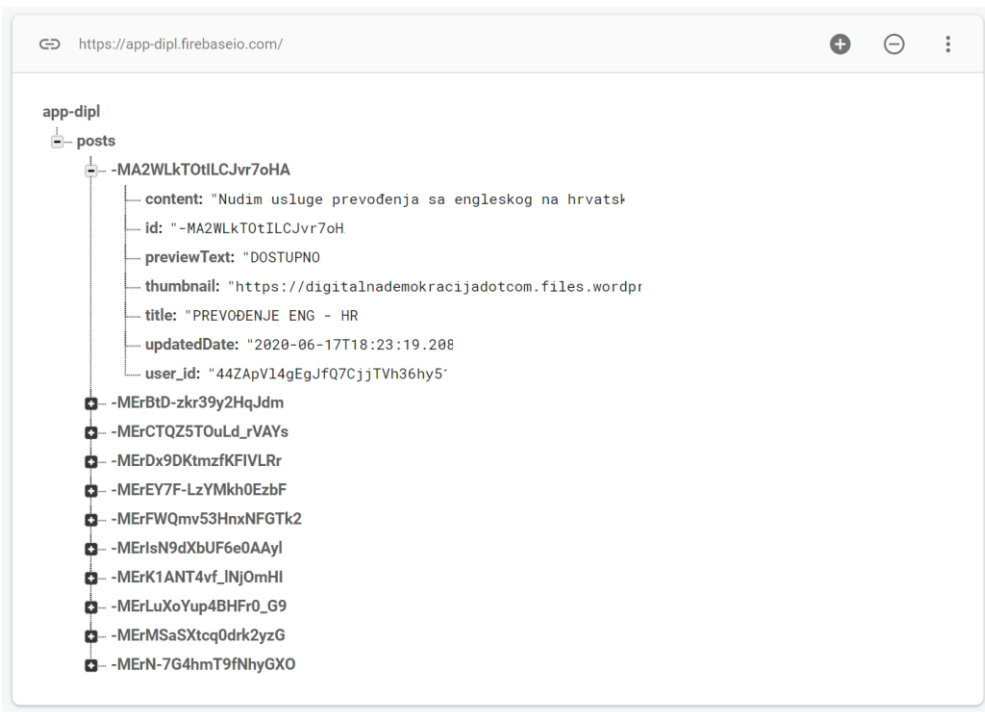 https://app-dipl.firebaseio.com/
app-dipl
posts
-MA2WLkTOtILCJvr7oHA
content: "Nudim usluge prevođenja sa engleskog na hrvatsk
id: "-MA2WLkTOtILCJvr7oH
previewText: "DOSTUPNO
thumbnail: "https://digitalnademokracijadotcom.files.wordpr
title: "PREVOĐENJE ENG - HR
updatedDate: "2020-06-17T18:23:19.208
user_id: "44ZApVl4gEgJfQ7CjjTVh36hy5
-MErBtD-zkr39y2HqJdm
-MErCTQZ5TOuLd_rVAYs
-MErDx9DKtmzfKFIVLRr
-MErEY7F-LzYMkh0EzbF
-MErFWQmv53HnxNFGTk2
-MErIsN9dXbUF6e0AAyl
-MErK1ANT4vf_lNjOmHI
-MErLuXoYup4BHFr0_G9
-MErMSaSXtcq0drk2yzG
-MErN-7G4hmT9fNhyGXO